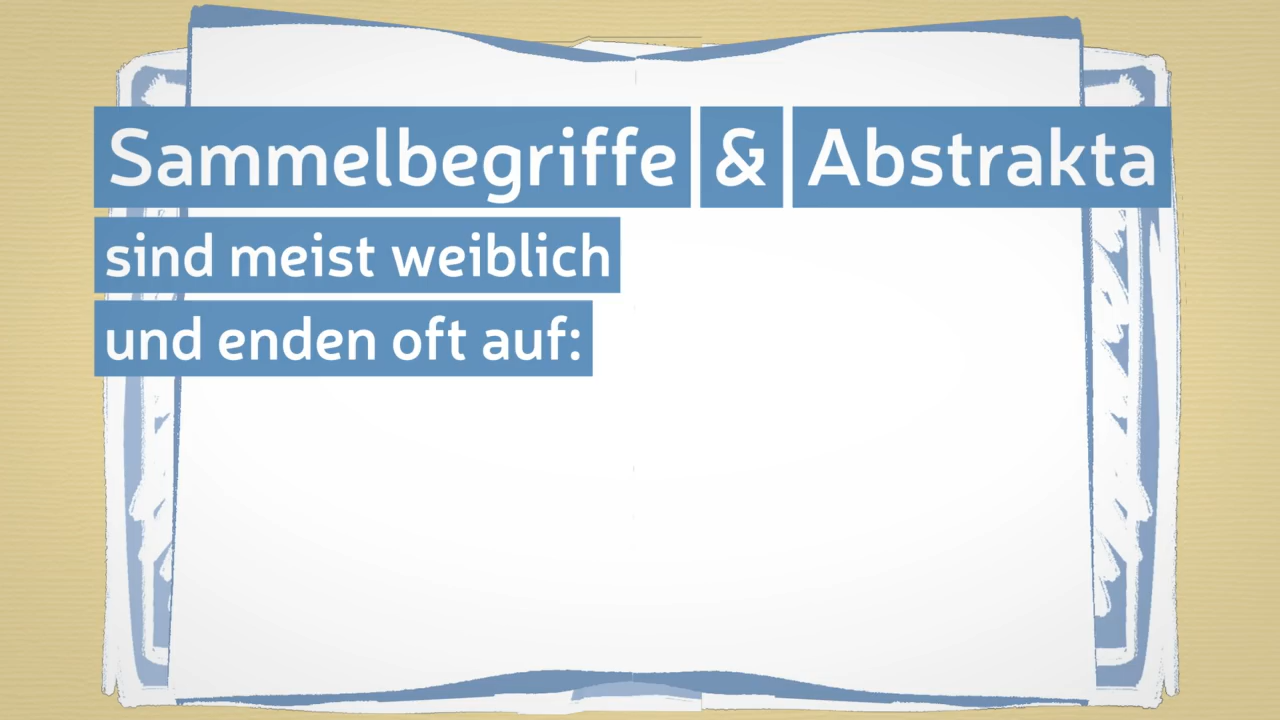 Sammelbegriffe & Abstrakta
sind meist weiblich
und enden oft auf: